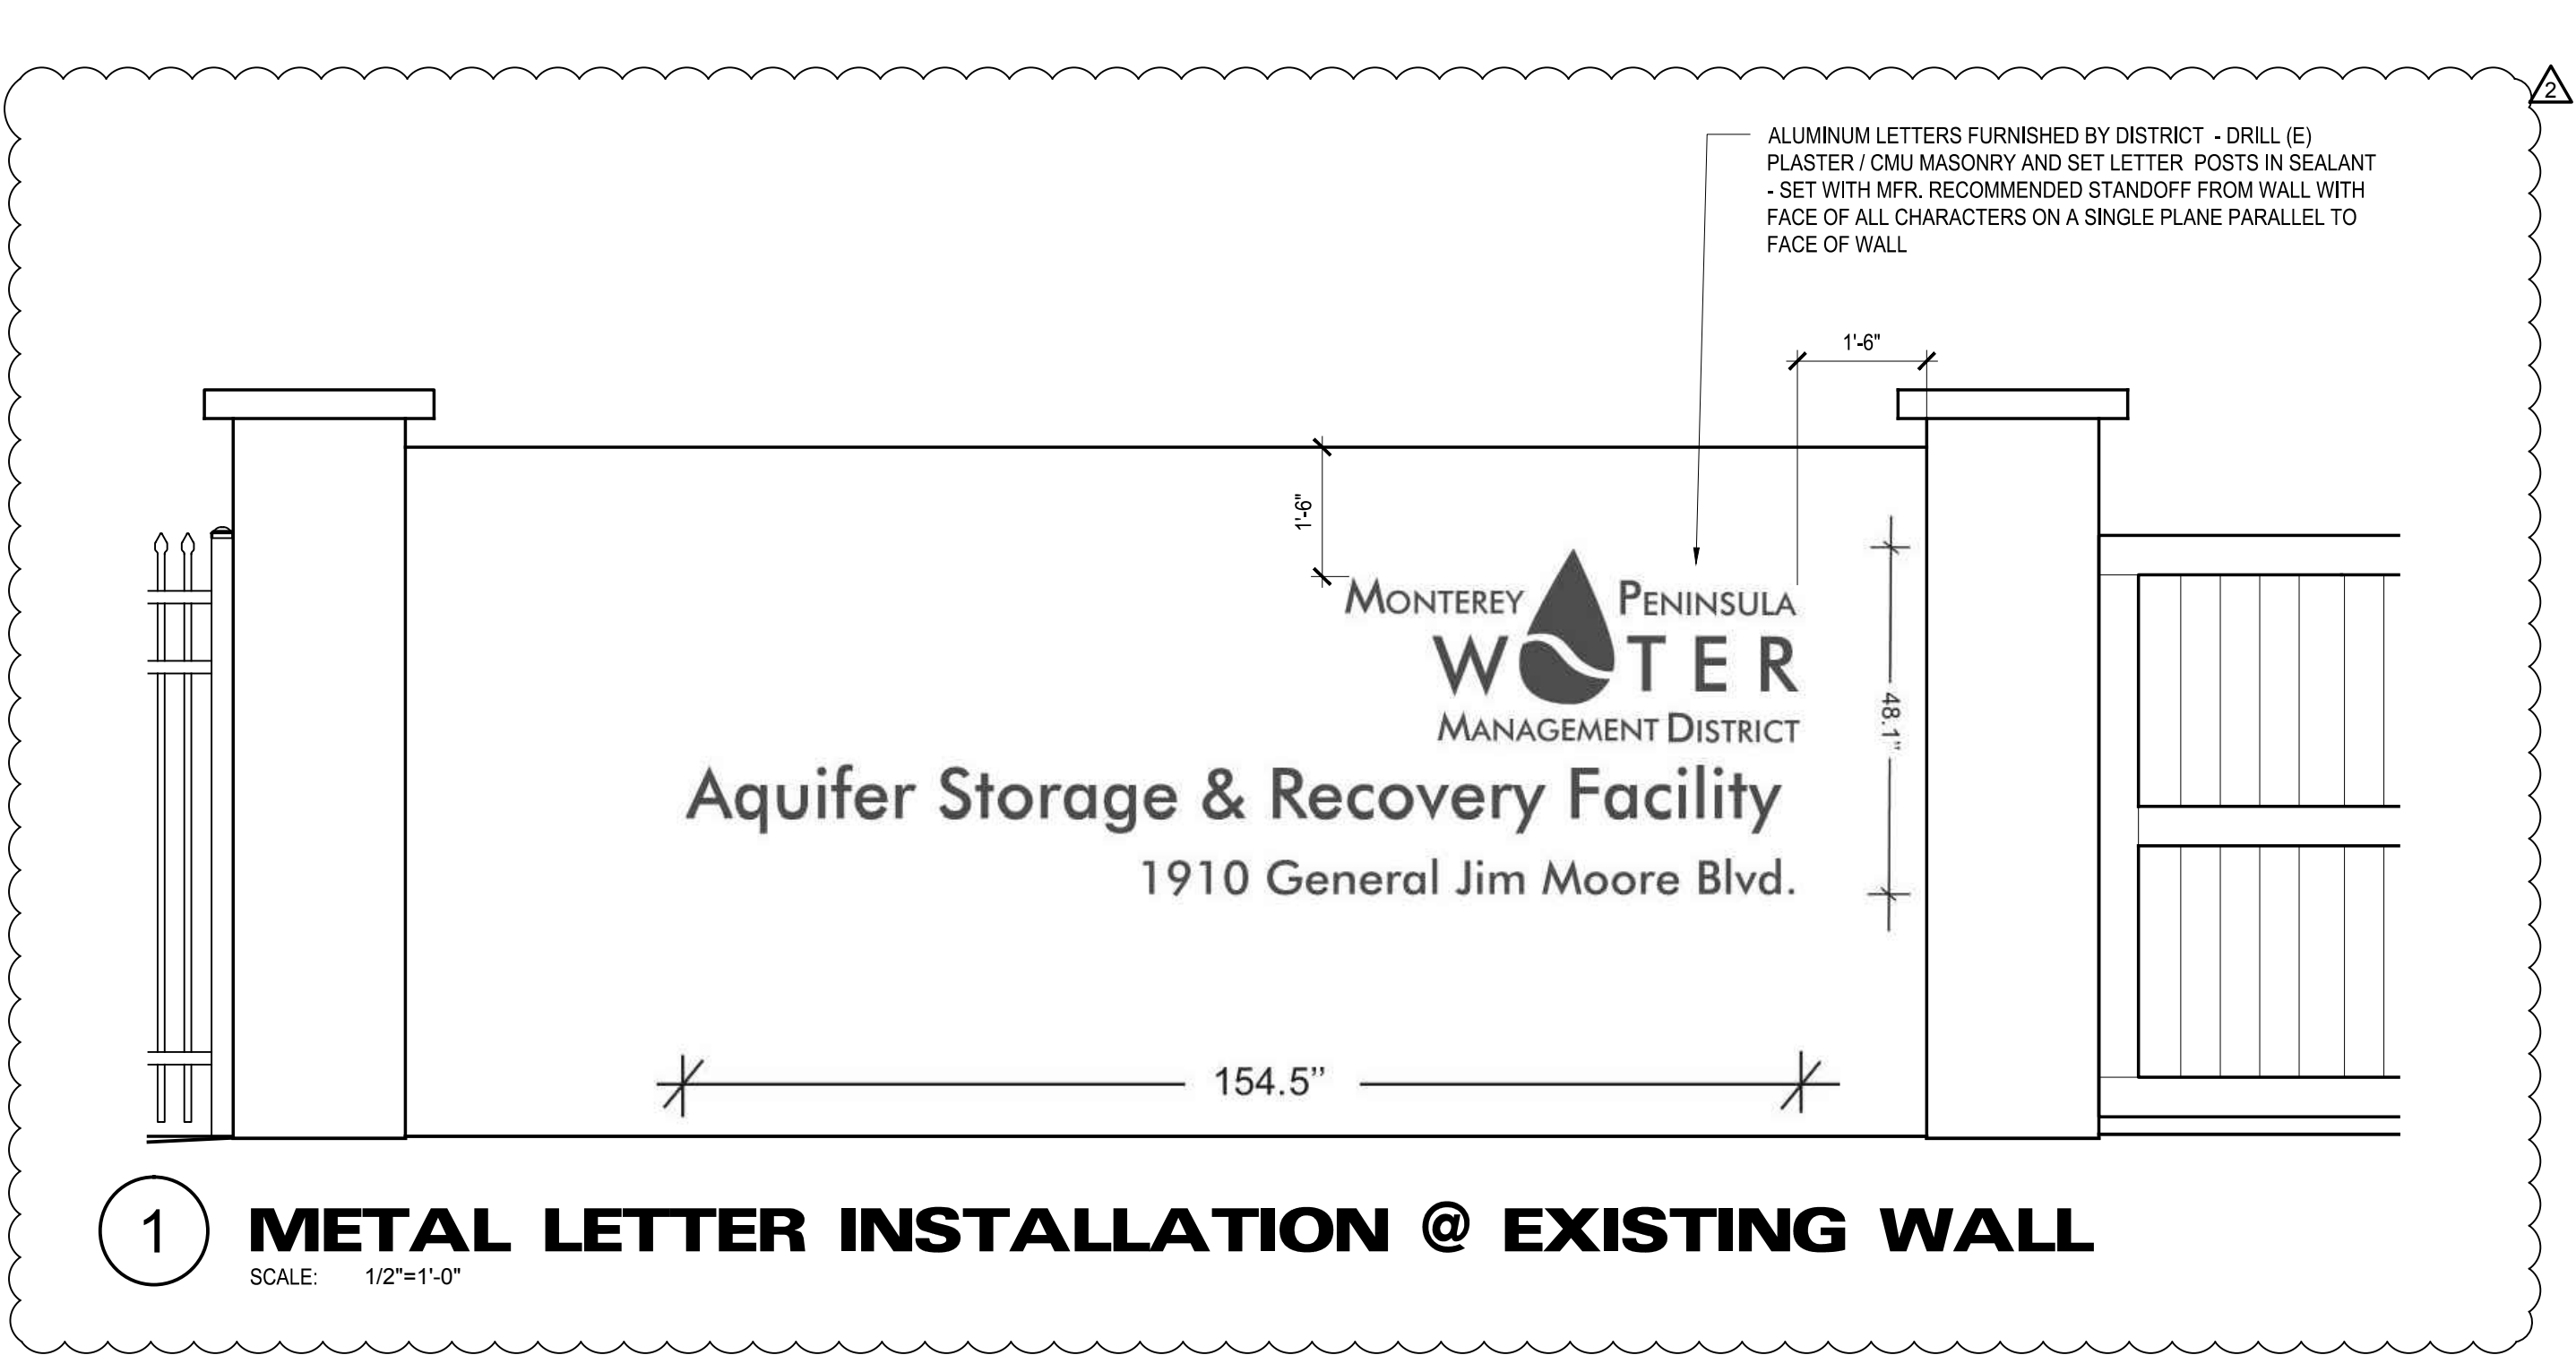 2
ALUMINUM LETTERS FURNISHED BY DISTRICT - DRILL (E)
PLASTER / CMU MASONRY AND SET LETTER POSTS IN SEALANT
- SET WITH MFR. RECOMMENDED STANDOFF FROM WALL WITH
FACE OF ALL CHARACTERS ON A SINGLE PLANE PARALLEL TO
FACE OF WALL
1'-6"
1'-6"
MONTEREY PENINSULA
W TER
MANAGEMENT DISTRICT
48.1"
Aquifer Storage & Recovery Facility
1910 General Jim Moore Blvd.
154.5"
1 METAL LETTER INSTALLATION @ EXISTING WALL
SCALE: 1/2"=1'-0"